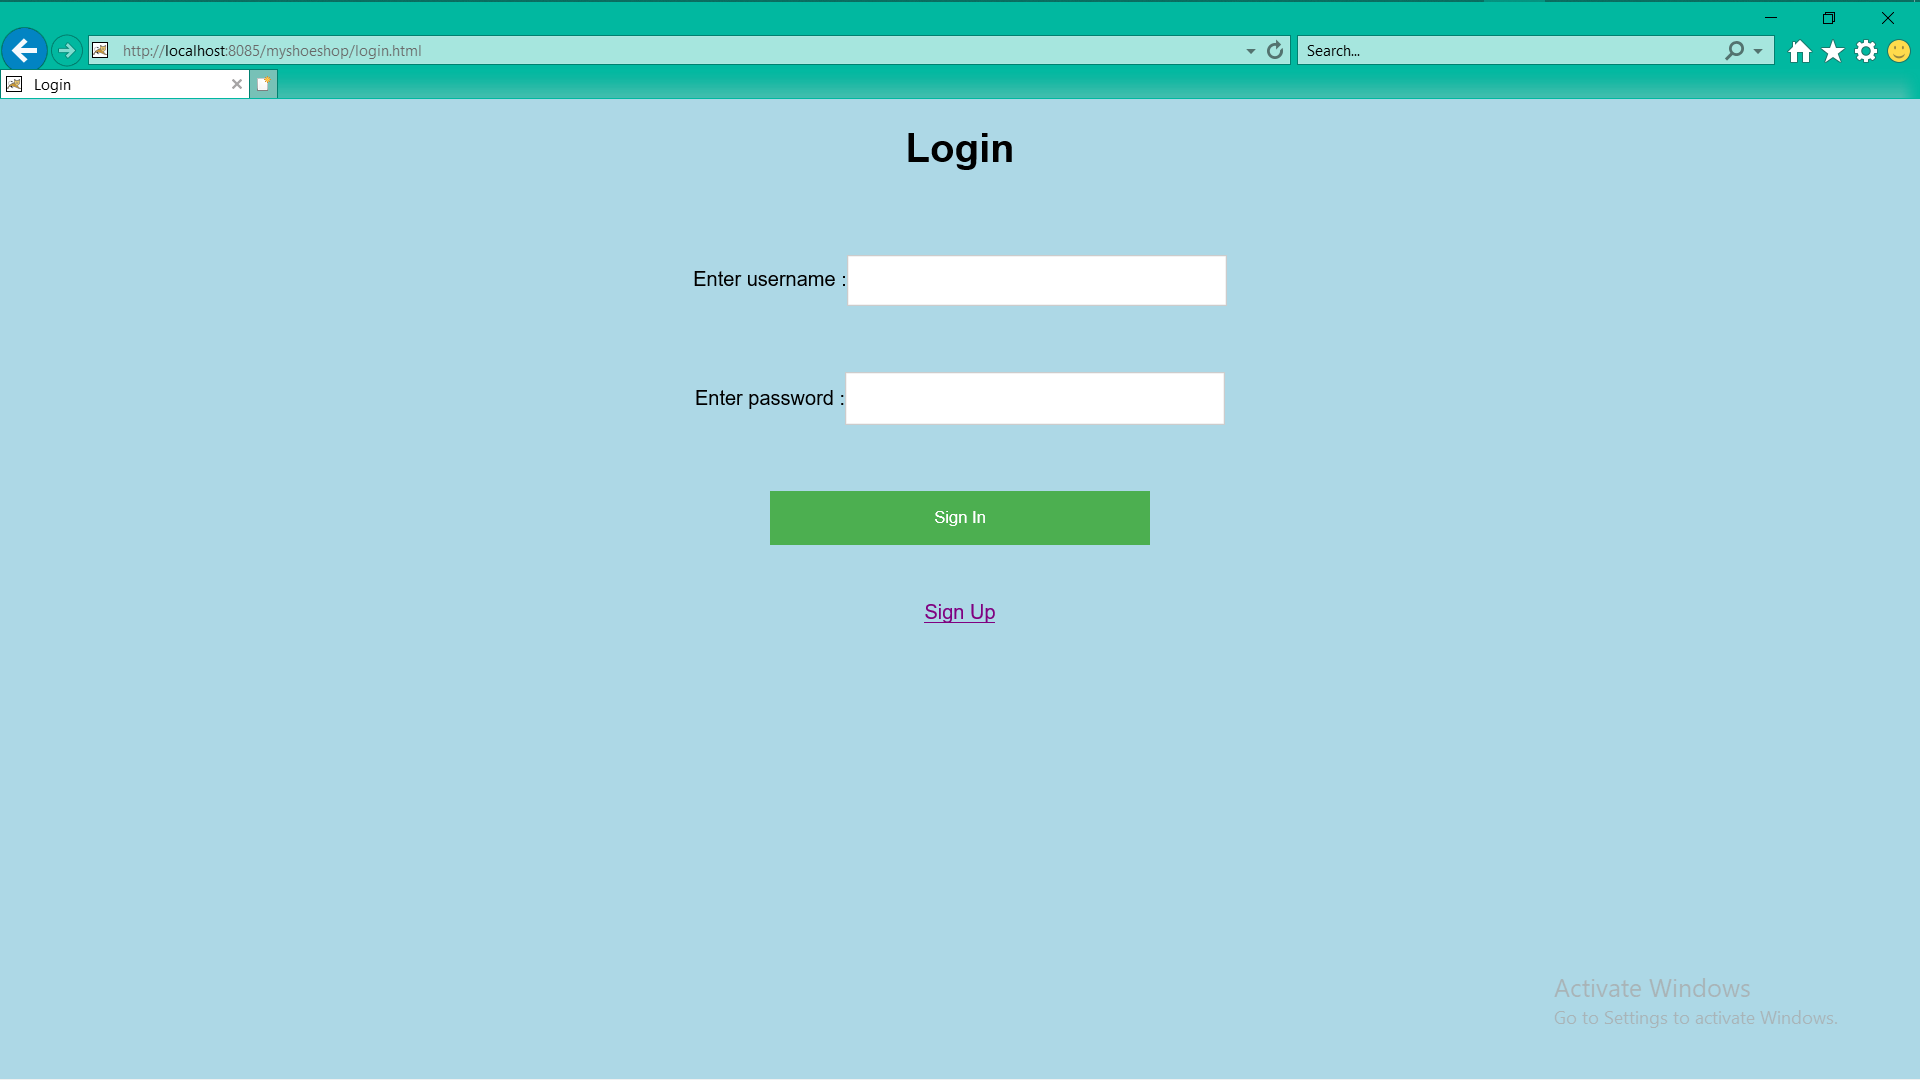 http://localhost:8085/myshoeshop/login.html
Search...
Login
Login
Enter username :
Enter password :
Sign In
Sign Up
Activate Windows
Go to Settings to activate Windows.